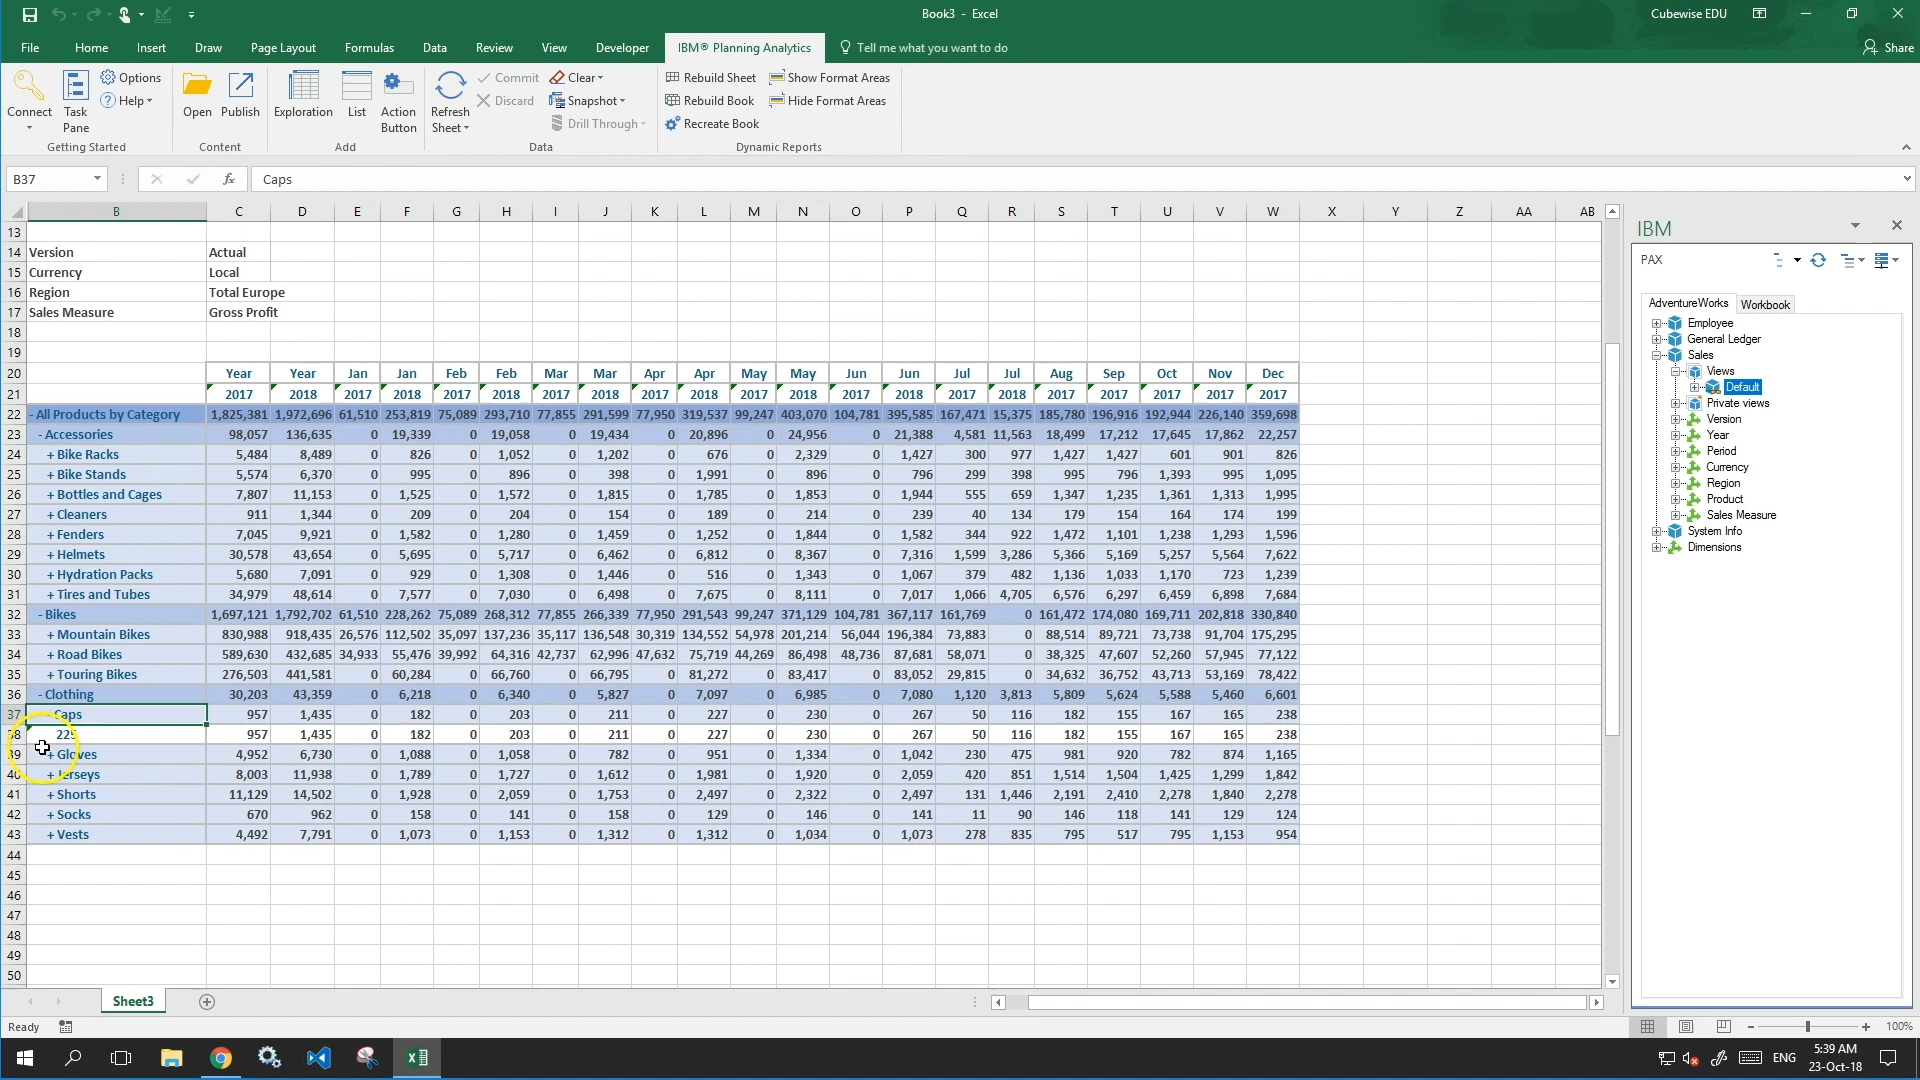 Book3 - Excel
Cubewise EDU
File Home Insert Draw Page Layout Formulas Data Review View Developer IBM® Planning Analytics Tell me what you want to do Share
Connect Task Pane Options Help Open Publish Exploration List Action Button Refresh Sheet Commit Discard Clear Snapshot Drill Through Rebuild Sheet Rebuild Book Recreate Book Show Format Areas Hide Format Areas
Getting Started Content Add Data Dynamic Reports
B37 fx Caps
B C D E F G H I J K L M N O P Q R S T U V W X Y Z AA AB
13
14 Version Actual
15 Currency Local
16 Region Total Europe
17 Sales Measure Gross Profit
18
19
20 Year Year Jan Jan Feb Feb Mar Mar Apr Apr May May Jun Jun Jul Jul Aug Sep Oct Nov Dec
21 2017 2018 2017 2018 2017 2018 2017 2018 2017 2018 2017 2018 2017 2018 2017 2018 2017 2017 2017 2017 2017
22 - All Products by Category 1,825,381 1,972,696 61,510 253,819 75,089 293,710 77,855 291,599 77,950 319,537 99,247 403,070 104,781 395,585 167,471 15,375 185,780 196,916 192,944 226,140 359,698
23 - Accessories 98,057 136,635 0 19,339 0 19,058 0 19,434 0 20,896 0 24,956 0 21,388 4,581 11,563 18,499 17,212 17,645 17,862 22,257
24 + Bike Racks 5,484 8,489 0 826 0 1,052 0 1,202 0 676 0 2,329 0 1,427 300 977 1,427 1,427 601 901 826
25 + Bike Stands 5,574 6,370 0 995 0 896 0 398 0 1,991 0 896 0 796 299 398 995 796 1,393 995 1,095
26 + Bottles and Cages 7,807 11,153 0 1,525 0 1,572 0 1,815 0 1,785 0 1,853 0 1,944 555 659 1,347 1,235 1,361 1,313 1,995
27 + Cleaners 911 1,344 0 209 0 204 0 154 0 189 0 214 0 239 40 134 179 154 164 174 199
28 + Fenders 7,045 9,921 0 1,582 0 1,280 0 1,459 0 1,252 0 1,844 0 1,582 344 922 1,472 1,101 1,238 1,293 1,596
29 + Helmets 30,578 43,654 0 5,695 0 5,717 0 6,462 0 6,812 0 8,367 0 7,316 1,599 3,286 5,366 5,169 5,257 5,564 7,622
30 + Hydration Packs 5,680 7,091 0 929 0 1,308 0 1,446 0 516 0 1,343 0 1,067 379 482 1,136 1,033 1,170 723 1,239
31 + Tires and Tubes 34,979 48,614 0 7,577 0 7,030 0 6,498 0 7,675 0 8,111 0 7,017 1,066 4,705 6,576 6,297 6,459 6,898 7,684
32 - Bikes 1,697,121 1,792,702 61,510 228,262 75,089 268,312 77,855 266,339 77,950 291,543 99,247 371,129 104,781 367,117 161,769 0 161,472 174,080 169,711 202,818 330,840
33 + Mountain Bikes 830,988 918,435 26,576 112,502 35,097 137,236 35,117 136,548 30,319 134,552 54,978 201,214 56,044 196,384 73,883 0 88,514 89,721 73,738 91,704 175,295
34 + Road Bikes 589,630 432,685 34,933 55,476 39,992 64,316 42,737 62,996 47,632 75,719 44,269 86,498 48,736 87,681 58,071 0 38,325 47,607 52,260 57,945 77,122
35 + Touring Bikes 276,503 441,581 0 60,284 0 66,760 0 66,795 0 81,272 0 83,417 0 83,052 29,815 0 34,632 36,752 43,713 53,169 78,422
36 - Clothing 30,203 43,359 0 6,218 0 6,340 0 5,827 0 7,097 0 6,985 0 7,080 1,120 3,813 5,809 5,624 5,588 5,460 6,601
37 Caps 957 1,435 0 182 0 203 0 211 0 227 0 230 0 267 50 116 182 155 167 165 238
38 225 957 1,435 0 182 0 203 0 211 0 227 0 230 0 267 50 116 182 155 167 165 238
39 + Gloves 4,952 6,730 0 1,088 0 1,058 0 782 0 951 0 1,334 0 1,042 230 475 981 920 782 874 1,165
40 + Jerseys 8,003 11,938 0 1,789 0 1,727 0 1,612 0 1,981 0 1,920 0 2,059 420 851 1,514 1,504 1,425 1,299 1,842
41 + Shorts 11,129 14,502 0 1,928 0 2,059 0 1,753 0 2,497 0 2,322 0 2,497 131 1,446 2,191 2,410 2,278 1,840 2,278
42 + Socks 670 962 0 158 0 141 0 158 0 129 0 146 0 141 11 90 146 118 141 129 124
43 + Vests 4,492 7,791 0 1,073 0 1,153 0 1,312 0 1,312 0 1,034 0 1,073 278 835 795 517 795 1,153 954
44
45
46
47
48
49
50
IBM
PAX
AdventureWorks Workbook
Employee
General Ledger
Sales
Views
Default
Private views
Version
Year
Period
Currency
Region
Product
Sales Measure
System Info
Dimensions
Sheet3
Ready
100%
ENG
5:39 AM
23-Oct-18